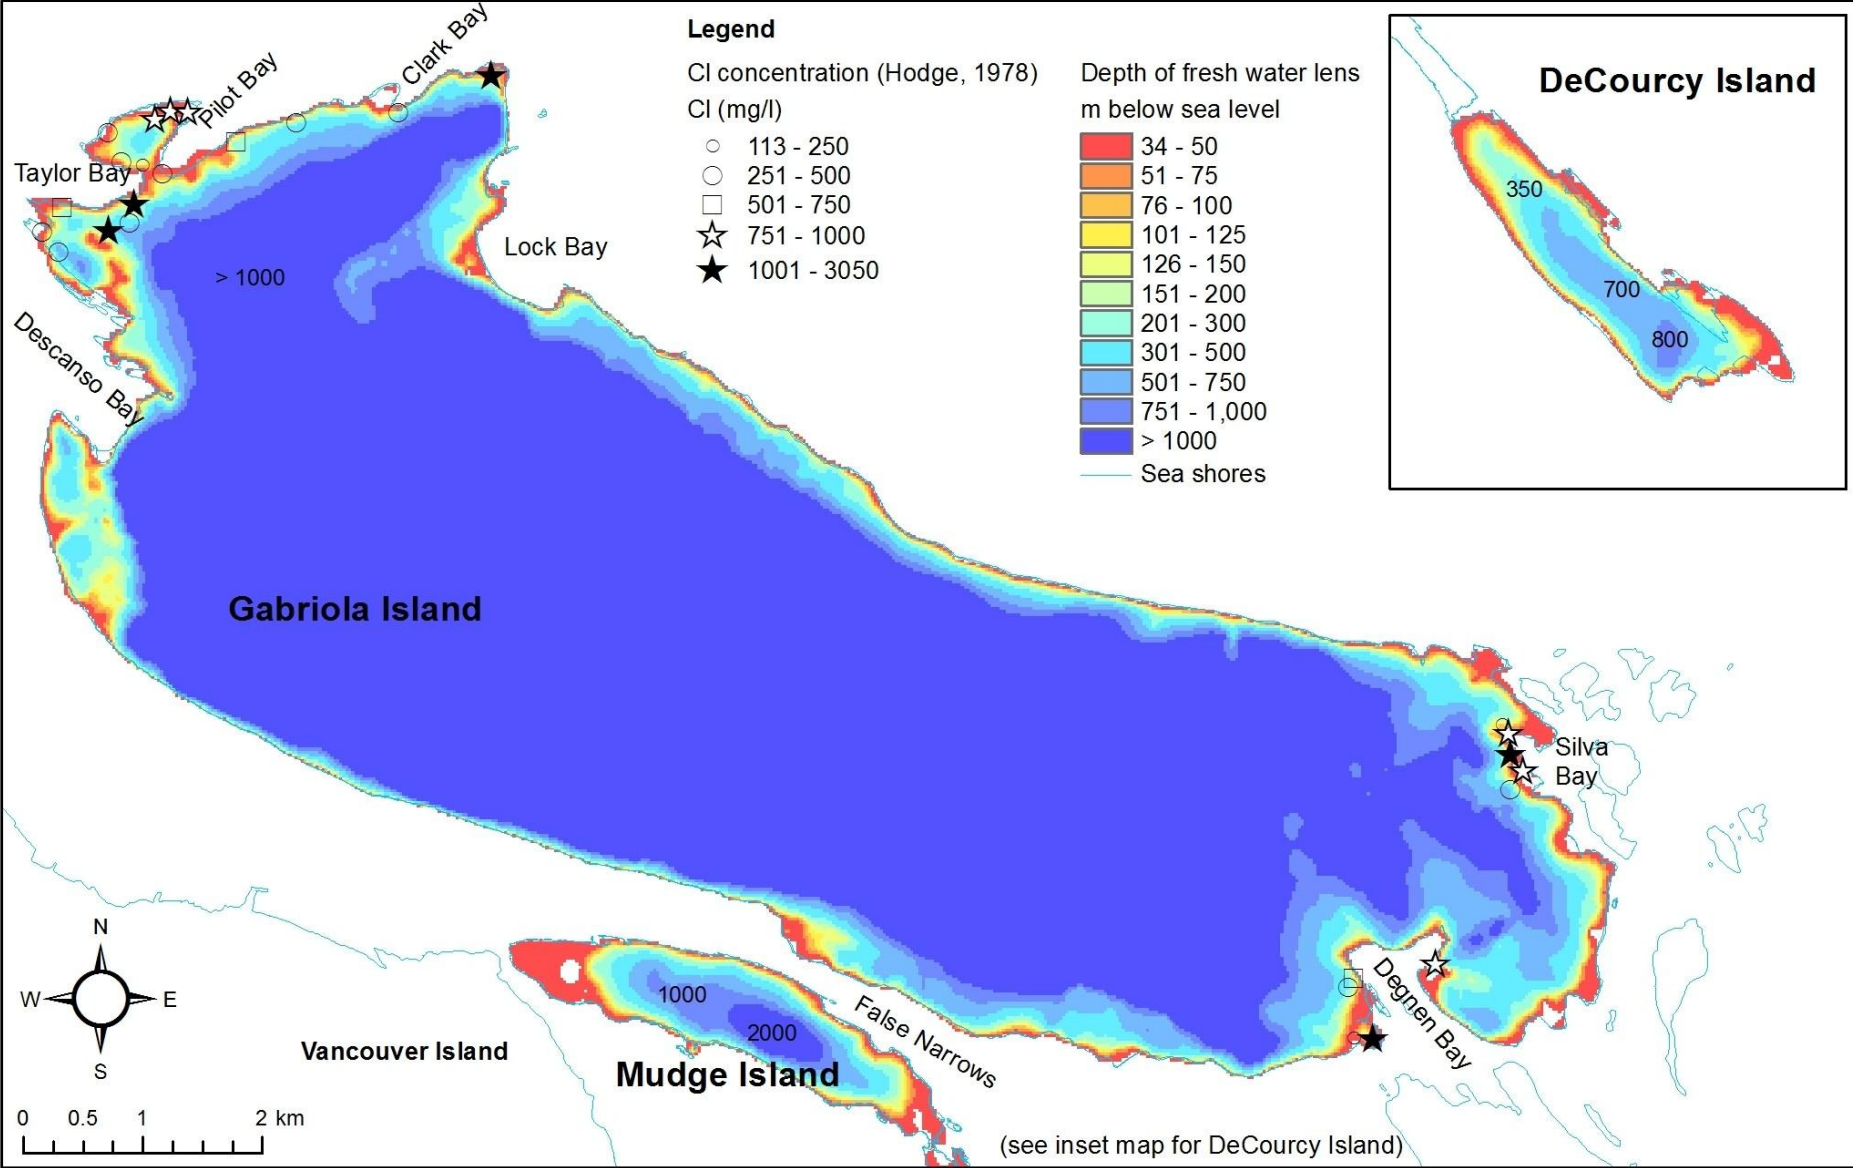 Legend
Cl concentration (Hodge, 1978)
Cl (mg/l)
113 - 250
251 - 500
501 - 750
751 - 1000
1001 - 3050
Depth of fresh water lens
m below sea level
34 - 50
51 - 75
76 - 100
101 - 125
126 - 150
151 - 200
201 - 300
301 - 500
501 - 750
751 - 1,000
> 1000
Sea shores
DeCourcy Island
350
700
800
Clark Bay
Pilot Bay
Taylor Bay
Lock Bay
> 1000
Descanso Bay
Gabriola Island
Silva
Bay
Degnen Bay
False Narrows
1000
2000
Mudge Island
Vancouver Island
N
W
E
S
0 0.5 1 2 km
(see inset map for DeCourcy Island)